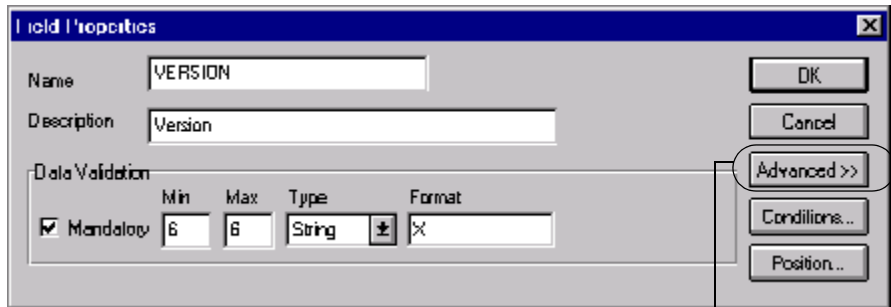 Field Properties
Name VERSION OK
Description Version Cancel
Data Validation Advanced >>
Min Max Type Format
Mandatory 6 6 String X Conditions...
Position...